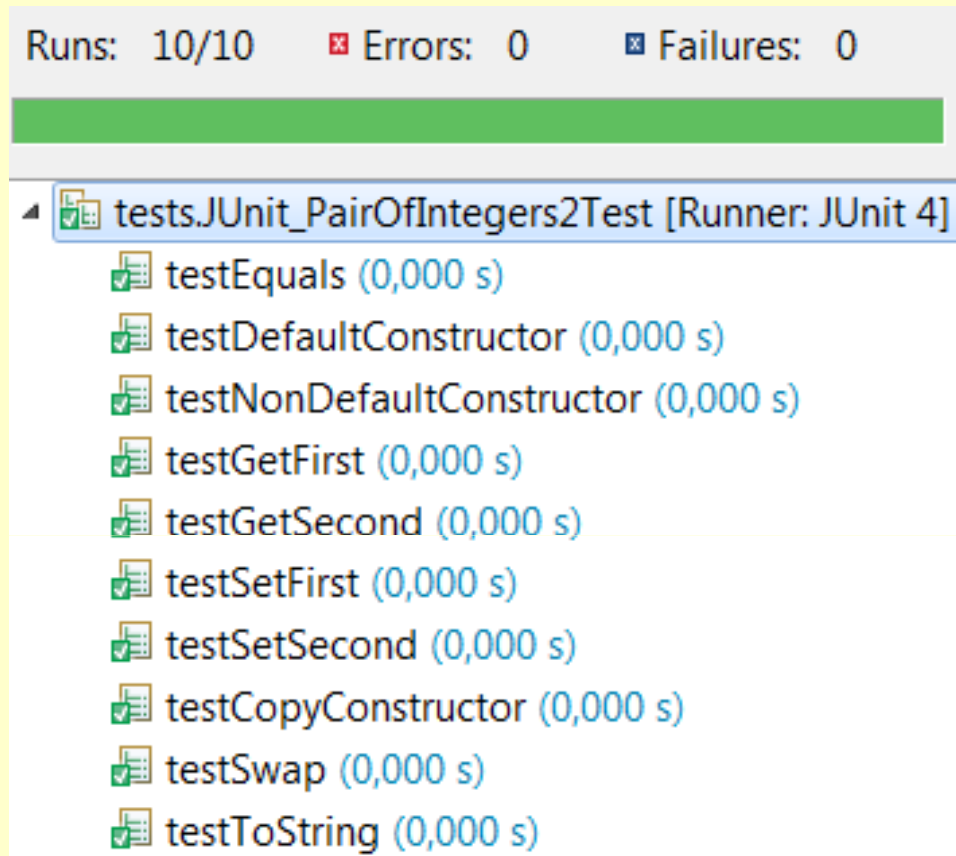 Runs: 10/10 Errors: 0 Failures: 0
tests.JUnit_PairOfIntegers2Test [Runner: JUnit 4]
testEquals (0,000 s)
testDefaultConstructor (0,000 s)
testNonDefaultConstructor (0,000 s)
testGetFirst (0,000 s)
testGetSecond (0,000 s)
testSetFirst (0,000 s)
testSetSecond (0,000 s)
testCopyConstructor (0,000 s)
testSwap (0,000 s)
testToString (0,000 s)